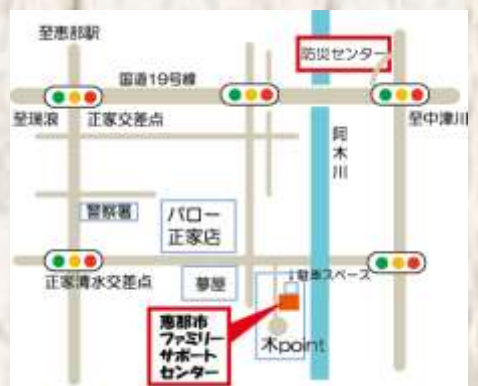 至恵那駅
防災センター
国道19号線
至瑞浪
正家交差点
至中津川
阿木川
警察署
バロー
正家店
正家清水交差点
夢屋
↓駐車スペース
恵那市
ファミリー
サポート
センター
木point